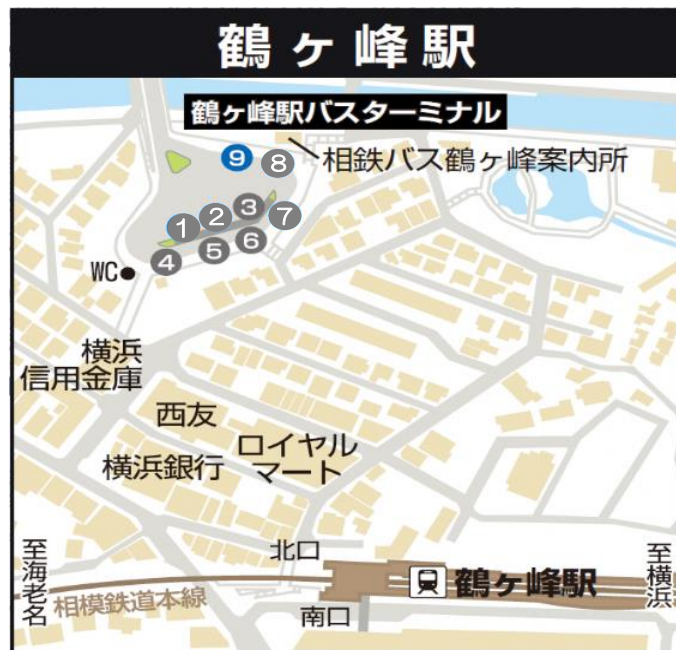 鶴ヶ峰駅
鶴ヶ峰駅バスターミナル
相鉄バス鶴ヶ峰案内所
9
8
3
7
2
1
6
5
4
WC
横浜
信用金庫
西友
ロイヤル
マート
横浜銀行
北口
至海老名
相模鉄道本線
鶴ヶ峰駅
至横浜
南口